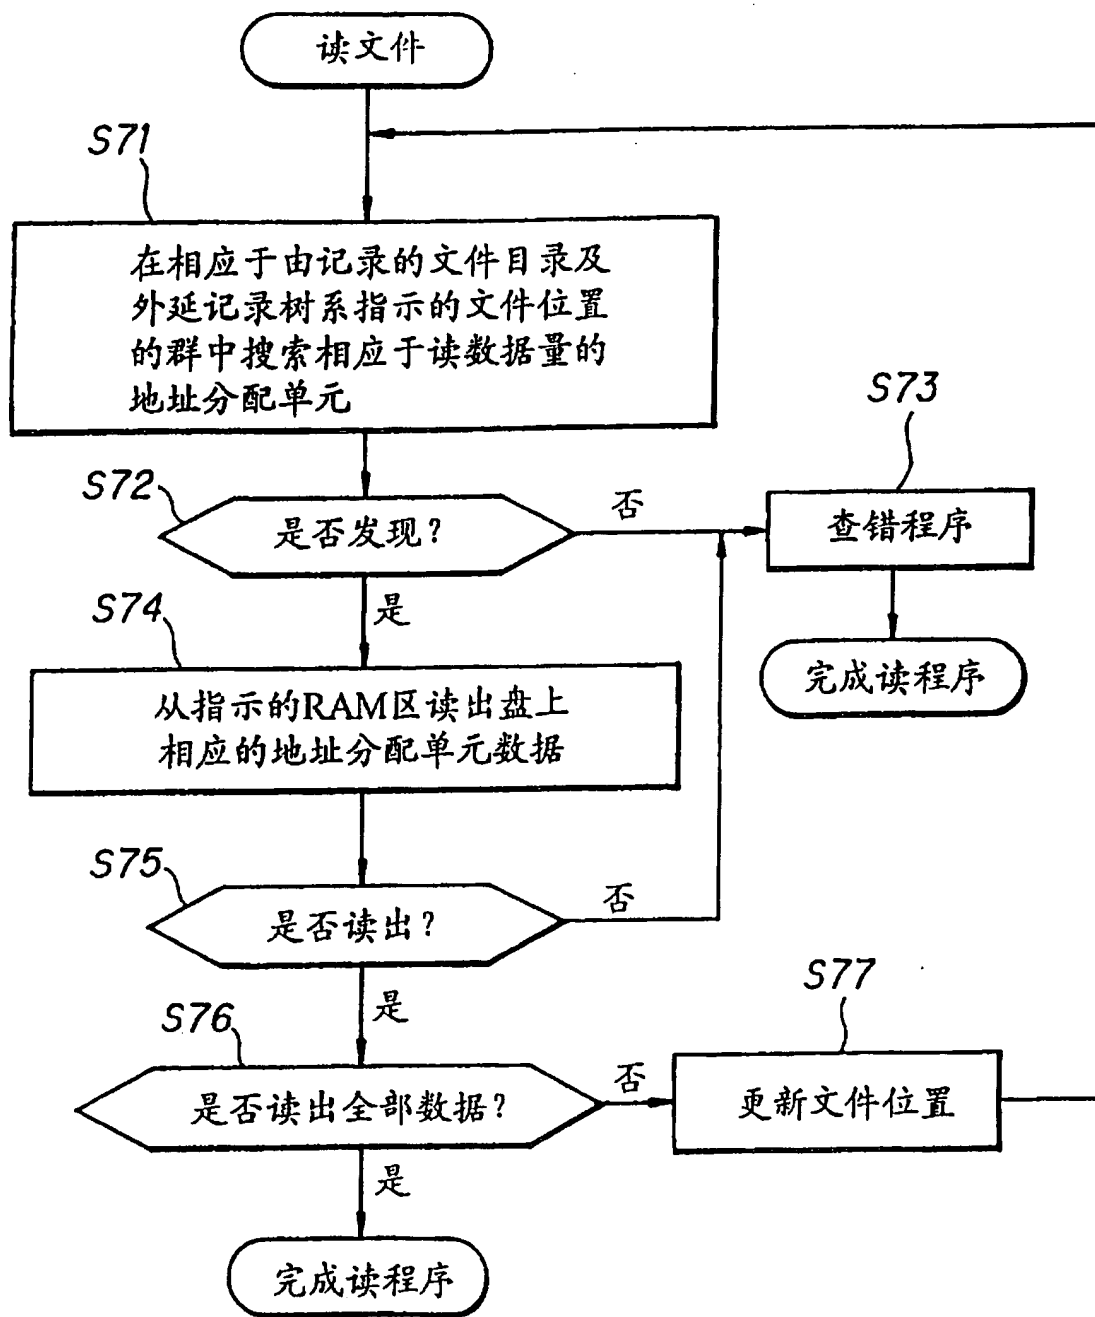 读文件
S71
在相应于由记录的文件目录及
外延记录树系指示的文件位置
的群中搜索相应于读数据量的
地址分配单元
S72
是否发现?
否
S73
查错程序
完成读程序
是
S74
从指示的RAM区读出盘上
相应的地址分配单元数据
S75
是否读出?
否
是
S76
是否读出全部数据?
否
S77
更新文件位置
是
完成读程序